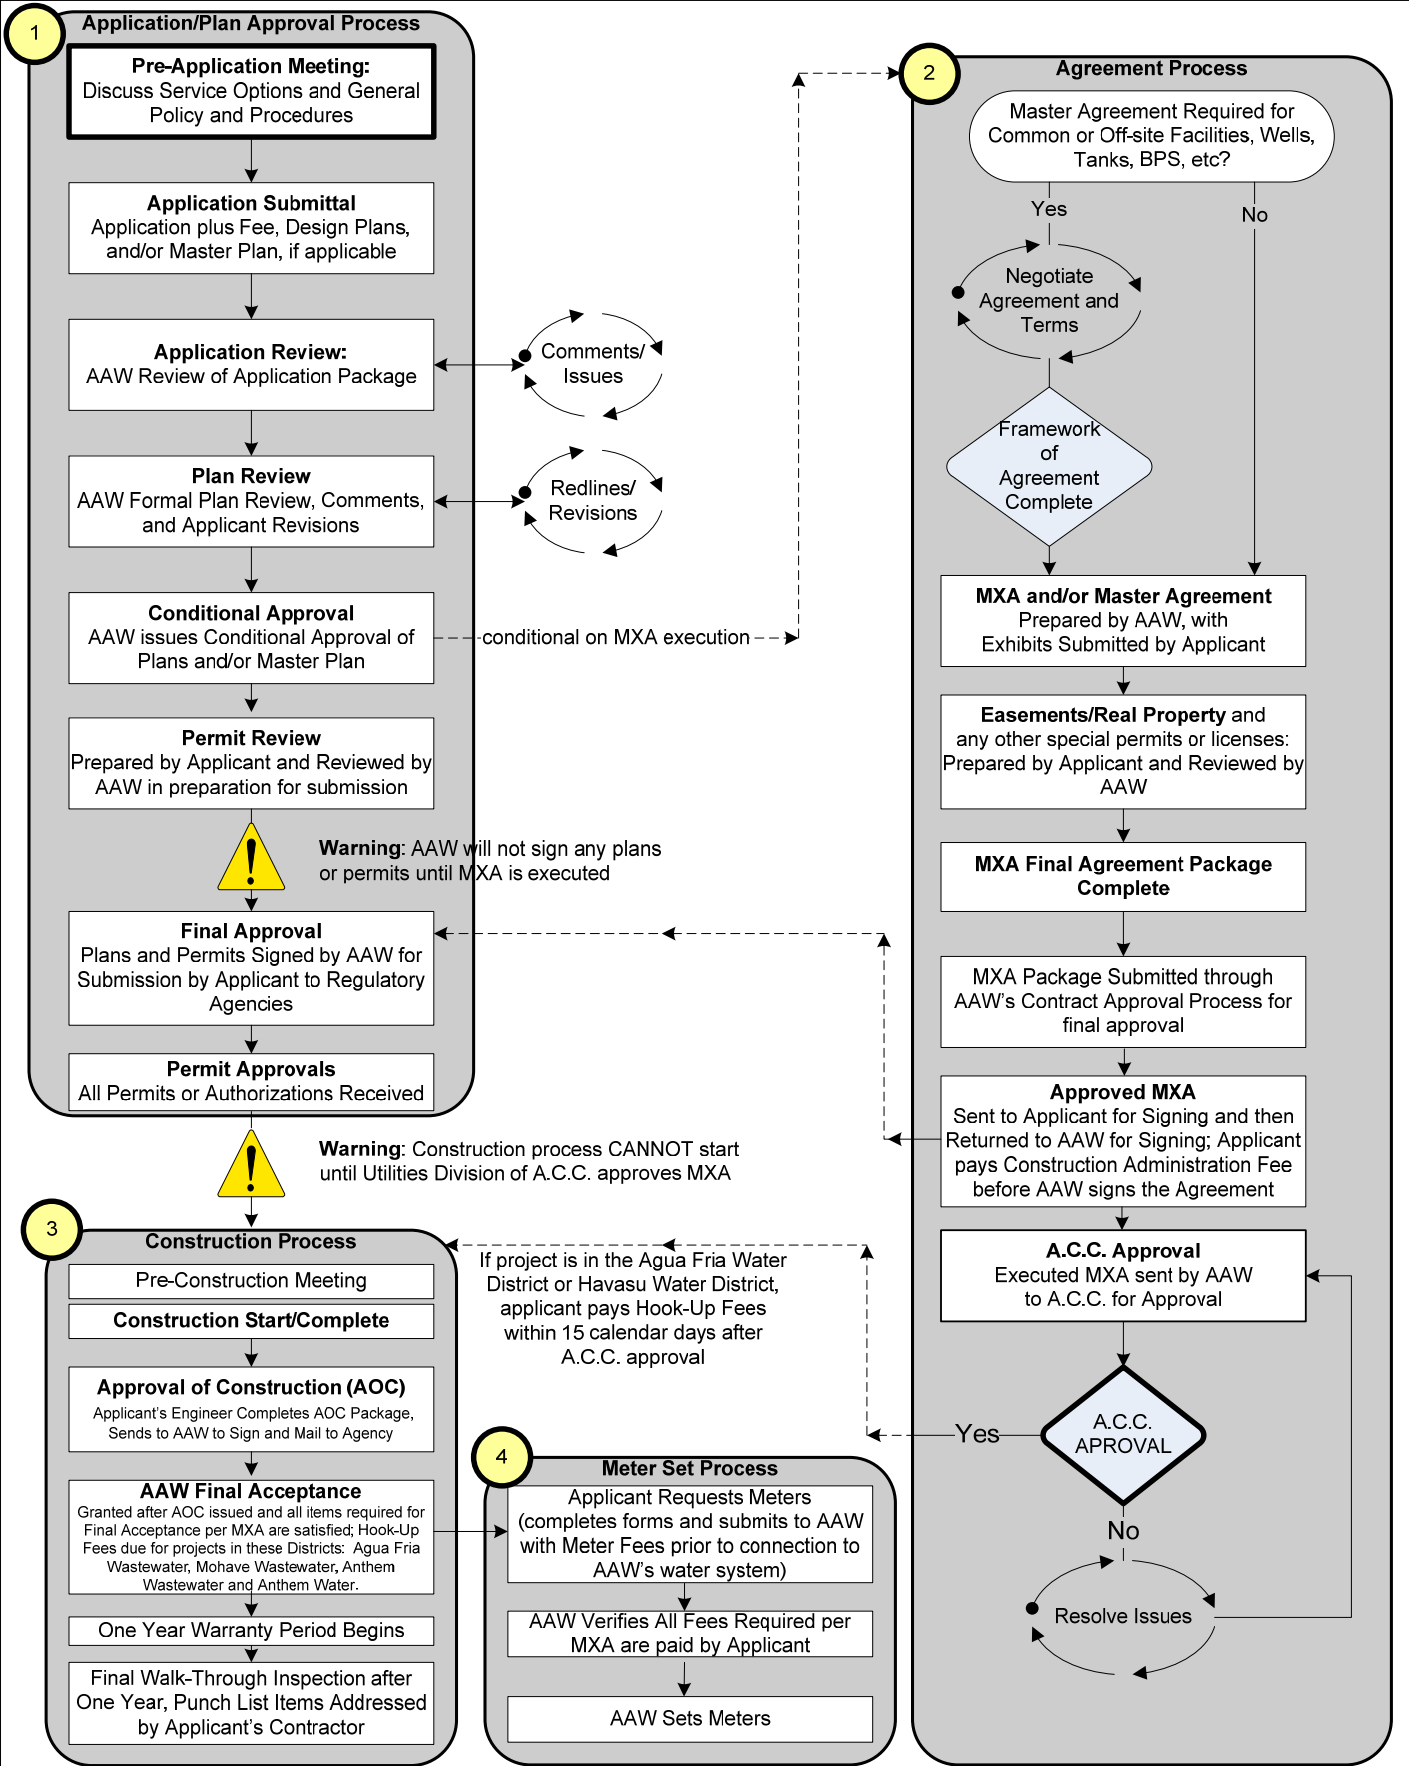 1
Application/Plan Approval Process
Pre-Application Meeting:
Discuss Service Options and General
Policy and Procedures
Application Submittal
Application plus Fee, Design Plans,
and/or Master Plan, if applicable
Application Review:
AAW Review of Application Package
Comments/
Issues
Plan Review
AAW Formal Plan Review, Comments,
and Applicant Revisions
Redlines/
Revisions
Conditional Approval
AAW issues Conditional Approval of
Plans and/or Master Plan
conditional on MXA execution
Permit Review
Prepared by Applicant and Reviewed by
AAW in preparation for submission
Warning: AAW will not sign any plans
or permits until MXA is executed
Final Approval
Plans and Permits Signed by AAW for
Submission by Applicant to Regulatory
Agencies
Permit Approvals
All Permits or Authorizations Received
Warning: Construction process CANNOT start
until Utilities Division of A.C.C. approves MXA
2
Agreement Process
Master Agreement Required for
Common or Off-site Facilities, Wells,
Tanks, BPS, etc?
Yes
No
Negotiate
Agreement and
Terms
Framework
of
Agreement
Complete
MXA and/or Master Agreement
Prepared by AAW, with
Exhibits Submitted by Applicant
Easements/Real Property and
any other special permits or licenses:
Prepared by Applicant and Reviewed by
AAW
MXA Final Agreement Package
Complete
MXA Package Submitted through
AAW's Contract Approval Process for
final approval
Approved MXA
Sent to Applicant for Signing and then
Returned to AAW for Signing; Applicant
pays Construction Administration Fee
before AAW signs the Agreement
A.C.C. Approval
Executed MXA sent by AAW
to A.C.C. for Approval
A.C.C.
APROVAL
Yes
No
Resolve Issues
If project is in the Agua Fria Water
District or Havasu Water District,
applicant pays Hook-Up Fees
within 15 calendar days after
A.C.C. approval
3
Construction Process
Pre-Construction Meeting
Construction Start/Complete
Approval of Construction (AOC)
Applicant's Engineer Completes AOC Package,
Sends to AAW to Sign and Mail to Agency
AAW Final Acceptance
Granted after AOC issued and all items required for
Final Acceptance per MXA are satisfied; Hook-Up
Fees due for projects in these Districts: Agua Fria
Wastewater, Mohave Wastewater, Anthem
Wastewater and Anthem Water.
One Year Warranty Period Begins
Final Walk-Through Inspection after
One Year, Punch List Items Addressed
by Applicant's Contractor
4
Meter Set Process
Applicant Requests Meters
(completes forms and submits to AAW
with Meter Fees prior to connection to
AAW's water system)
AAW Verifies All Fees Required per
MXA are paid by Applicant
AAW Sets Meters